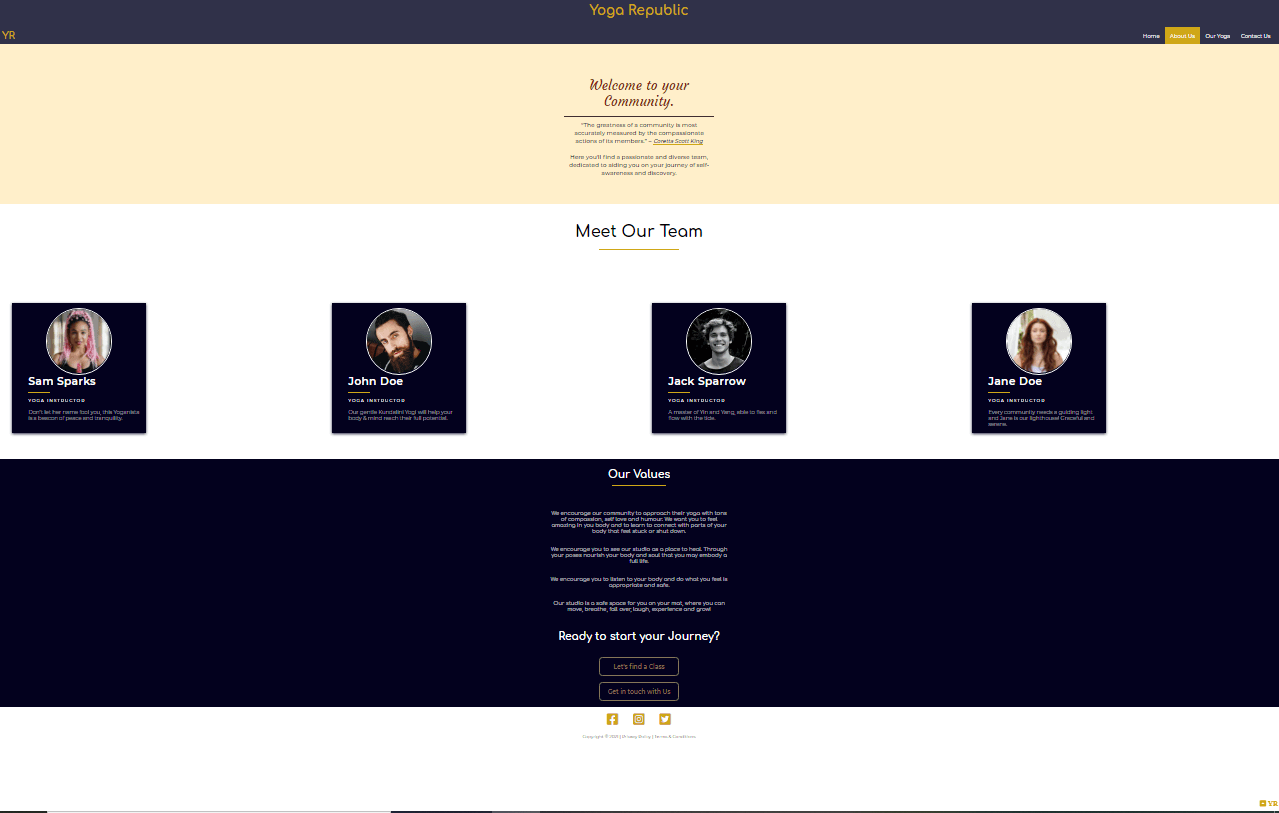 Yoga Republic
YR
Home About Us Our Yoga Contact Us
Welcome to your
Community.
"The greatness of a community is most
accurately measured by the compassionate
actions of its members." ~ Coretta Scott King
Here you'll find a passionate and diverse team,
dedicated to aiding you on your journey of self-
awareness and discovery.
Meet Our Team
Sam Sparks
YOGA INSTRUCTOR
Don't let her name fool you, this Yoganista
is a beacon of peace and tranquility.
John Doe
YOGA INSTRUCTOR
Our gentle Kundalini Yogi will help your
body & mind reach their full potential.
Jack Sparrow
YOGA INSTRUCTOR
A master of Yin and Yang, able to flex and
flow with the tide.
Jane Doe
YOGA INSTRUCTOR
Every community needs a guiding light
and Jane is our lighthouse! Graceful and
serene.
Our Values
We encourage our community to approach their yoga with tons
of compassion, self love and humour. We want you to feel
amazing in you body and to learn to connect with parts of your
body that feel stuck or shut down.
We encourage you to see our studio as a place to heal. Through
your poses nourish your body and soul that you may embody a
full life.
We encourage you to listen to your body and do what you feel is
appropriate and safe.
Our studio is a safe space for you on your mat, where you can
move, breathe, fall over, laugh, experience and grow!
Ready to start your Journey?
Let's find a Class
Get in touch with Us
Copyright © 2021 | Privacy Policy | Terms & Conditions
YR